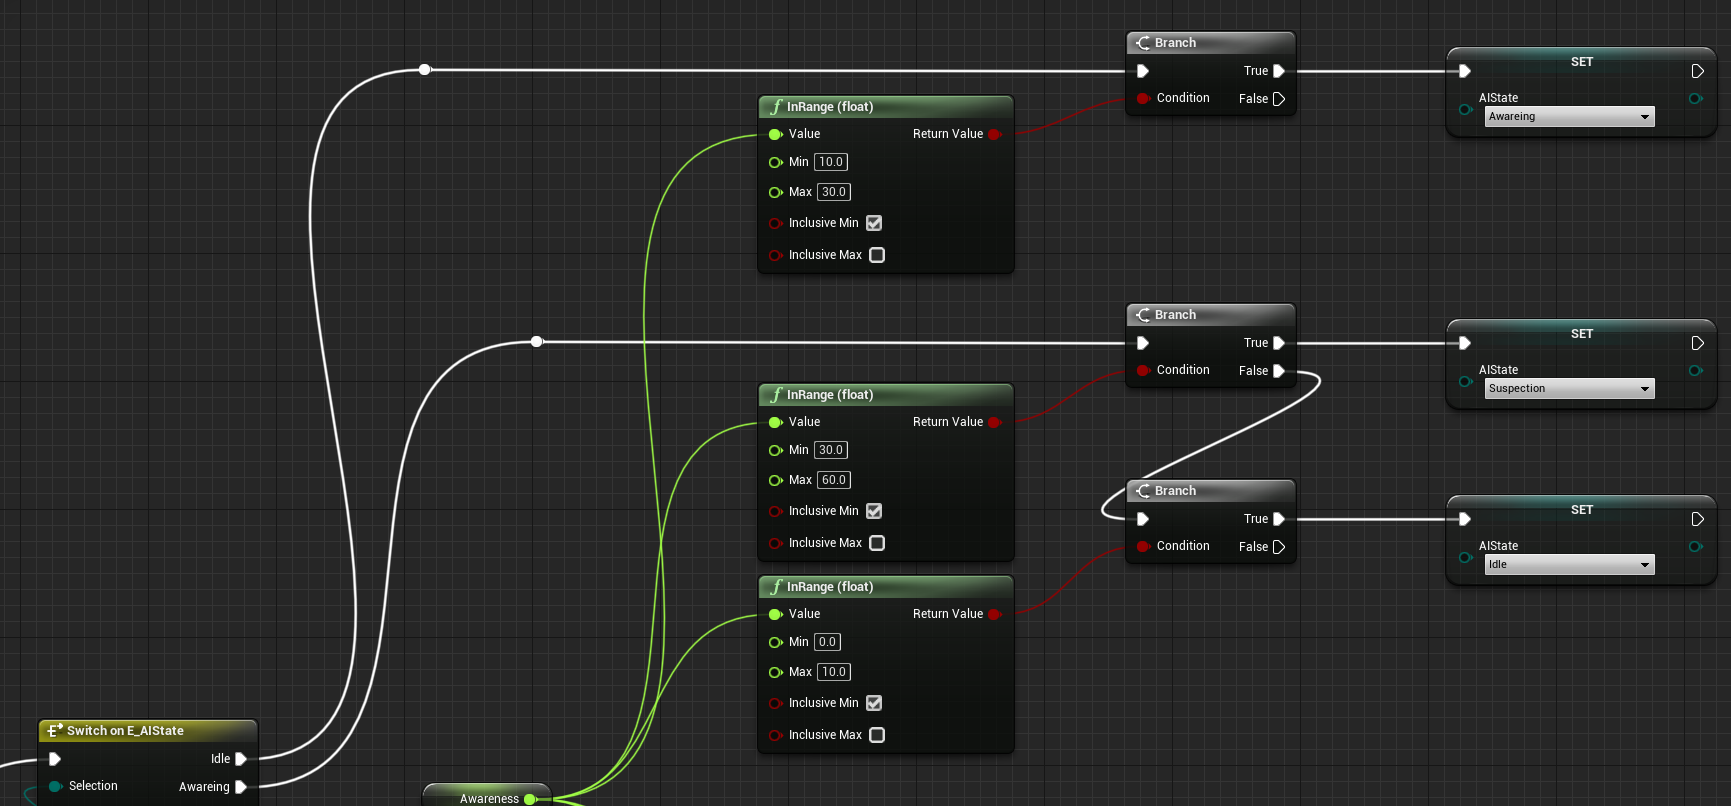 Branch
True
Condition
False
SET
AIState
Awareing
InRange (float)
Value
Return Value
Min 10.0
Max 30.0
Inclusive Min
Inclusive Max
Branch
True
Condition
False
SET
AIState
Suspection
InRange (float)
Value
Return Value
Min 30.0
Max 60.0
Inclusive Min
Inclusive Max
Branch
True
Condition
False
SET
AIState
Idle
InRange (float)
Value
Return Value
Min 0.0
Max 10.0
Inclusive Min
Inclusive Max
Switch on E_AIState
Idle
Selection
Awareing
Awareness